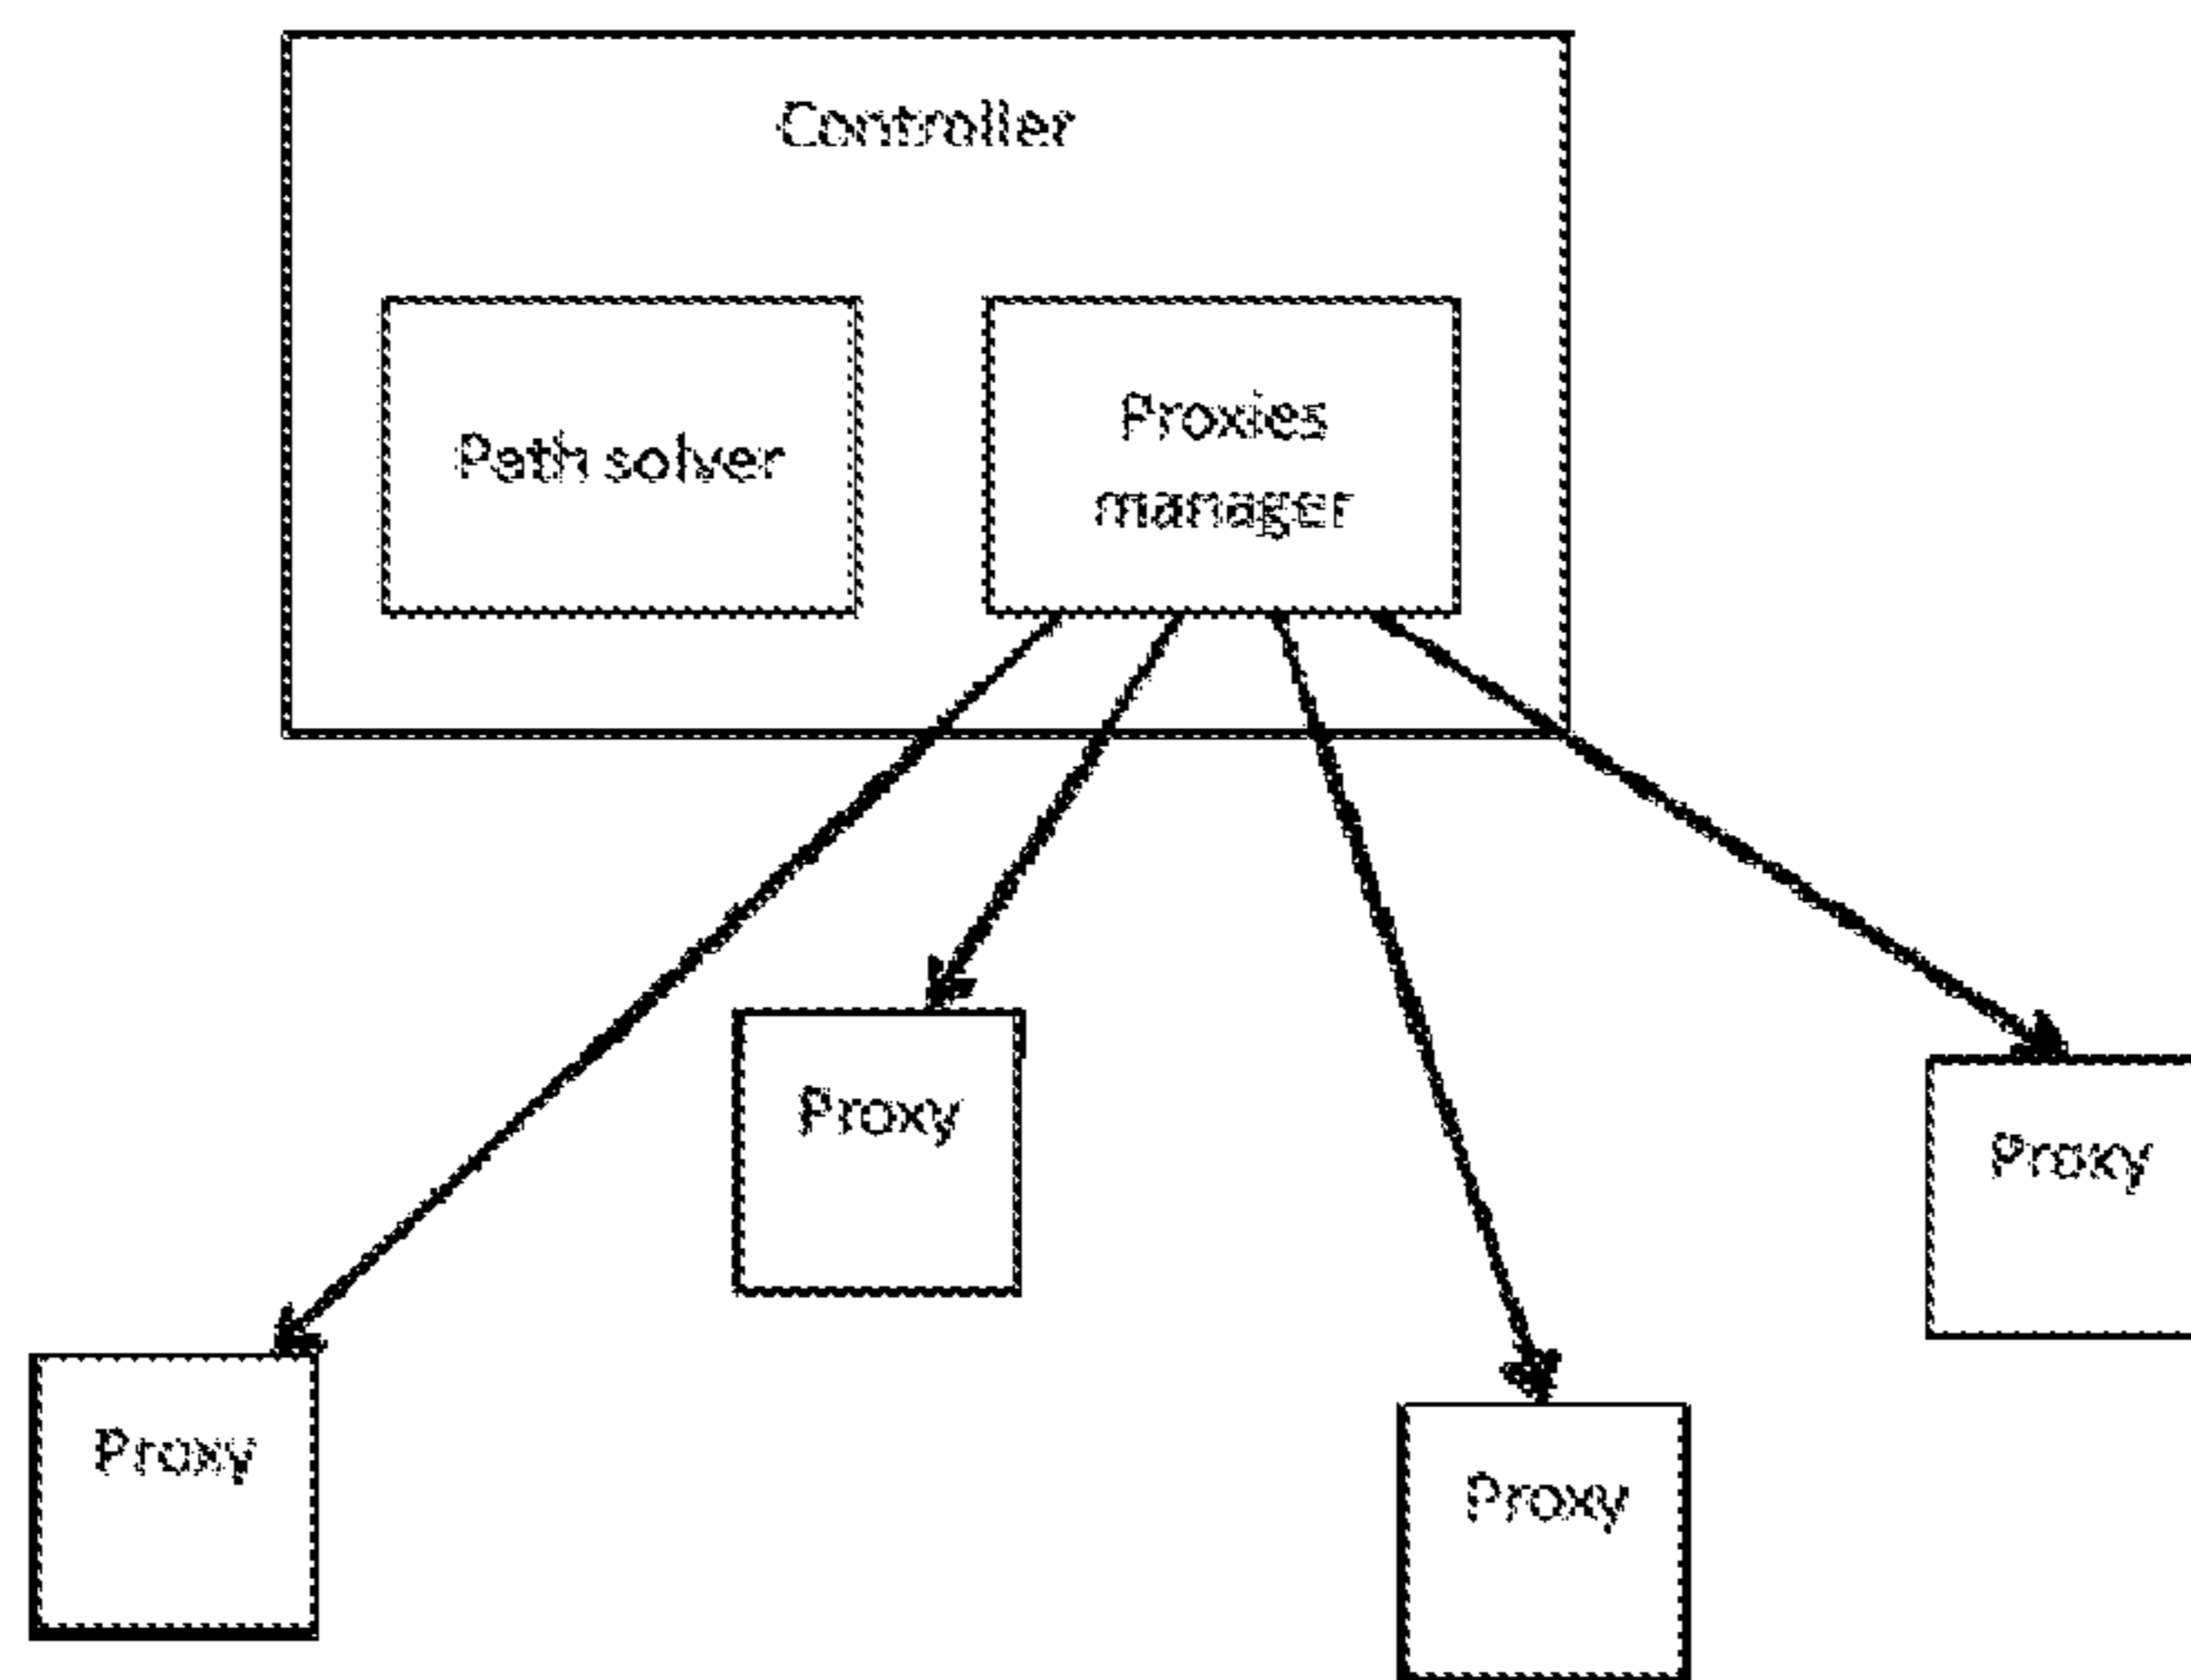 Controller
Path solver
Proxies
manager
Proxy
Proxy
Proxy
Proxy